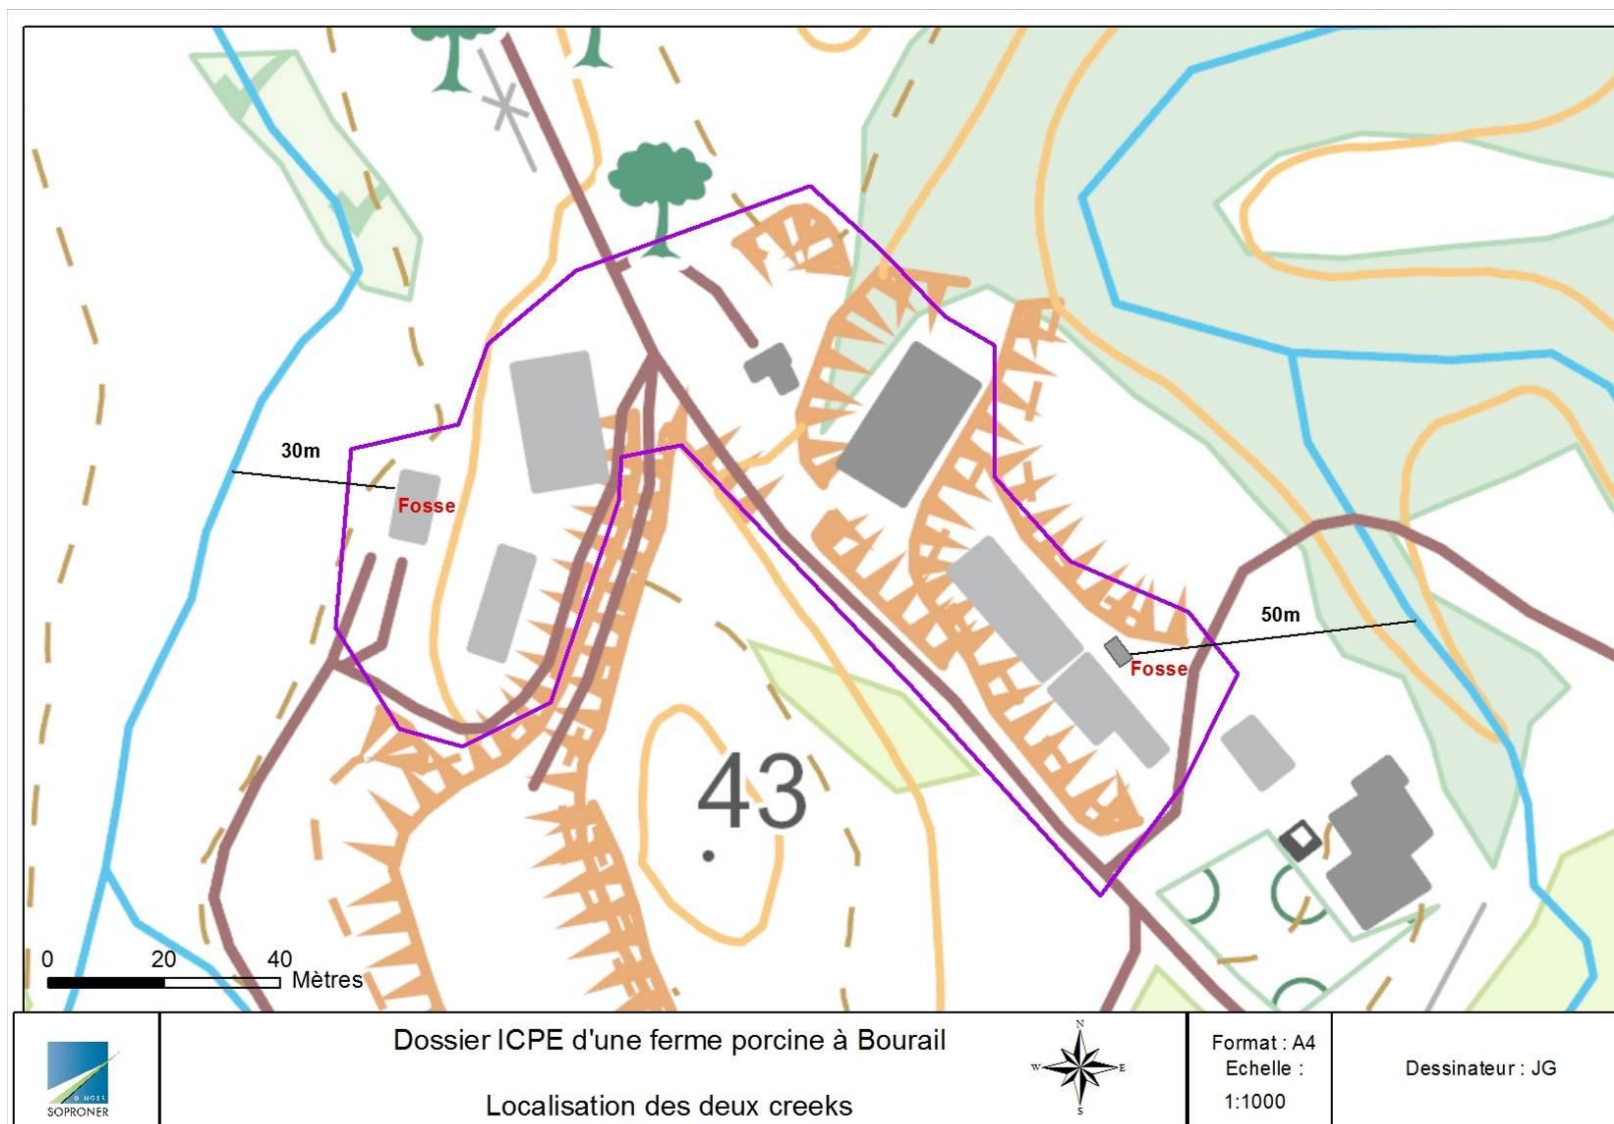 30m
Fosse
50m
Fosse
43
0 20 40
Mètres
Dossier ICPE d'une ferme porcine à Bourail
Localisation des deux creeks
N
W E
S
Format : A4
Echelle :
1:1000
Dessinateur : JG
GINGER
SOPRONER